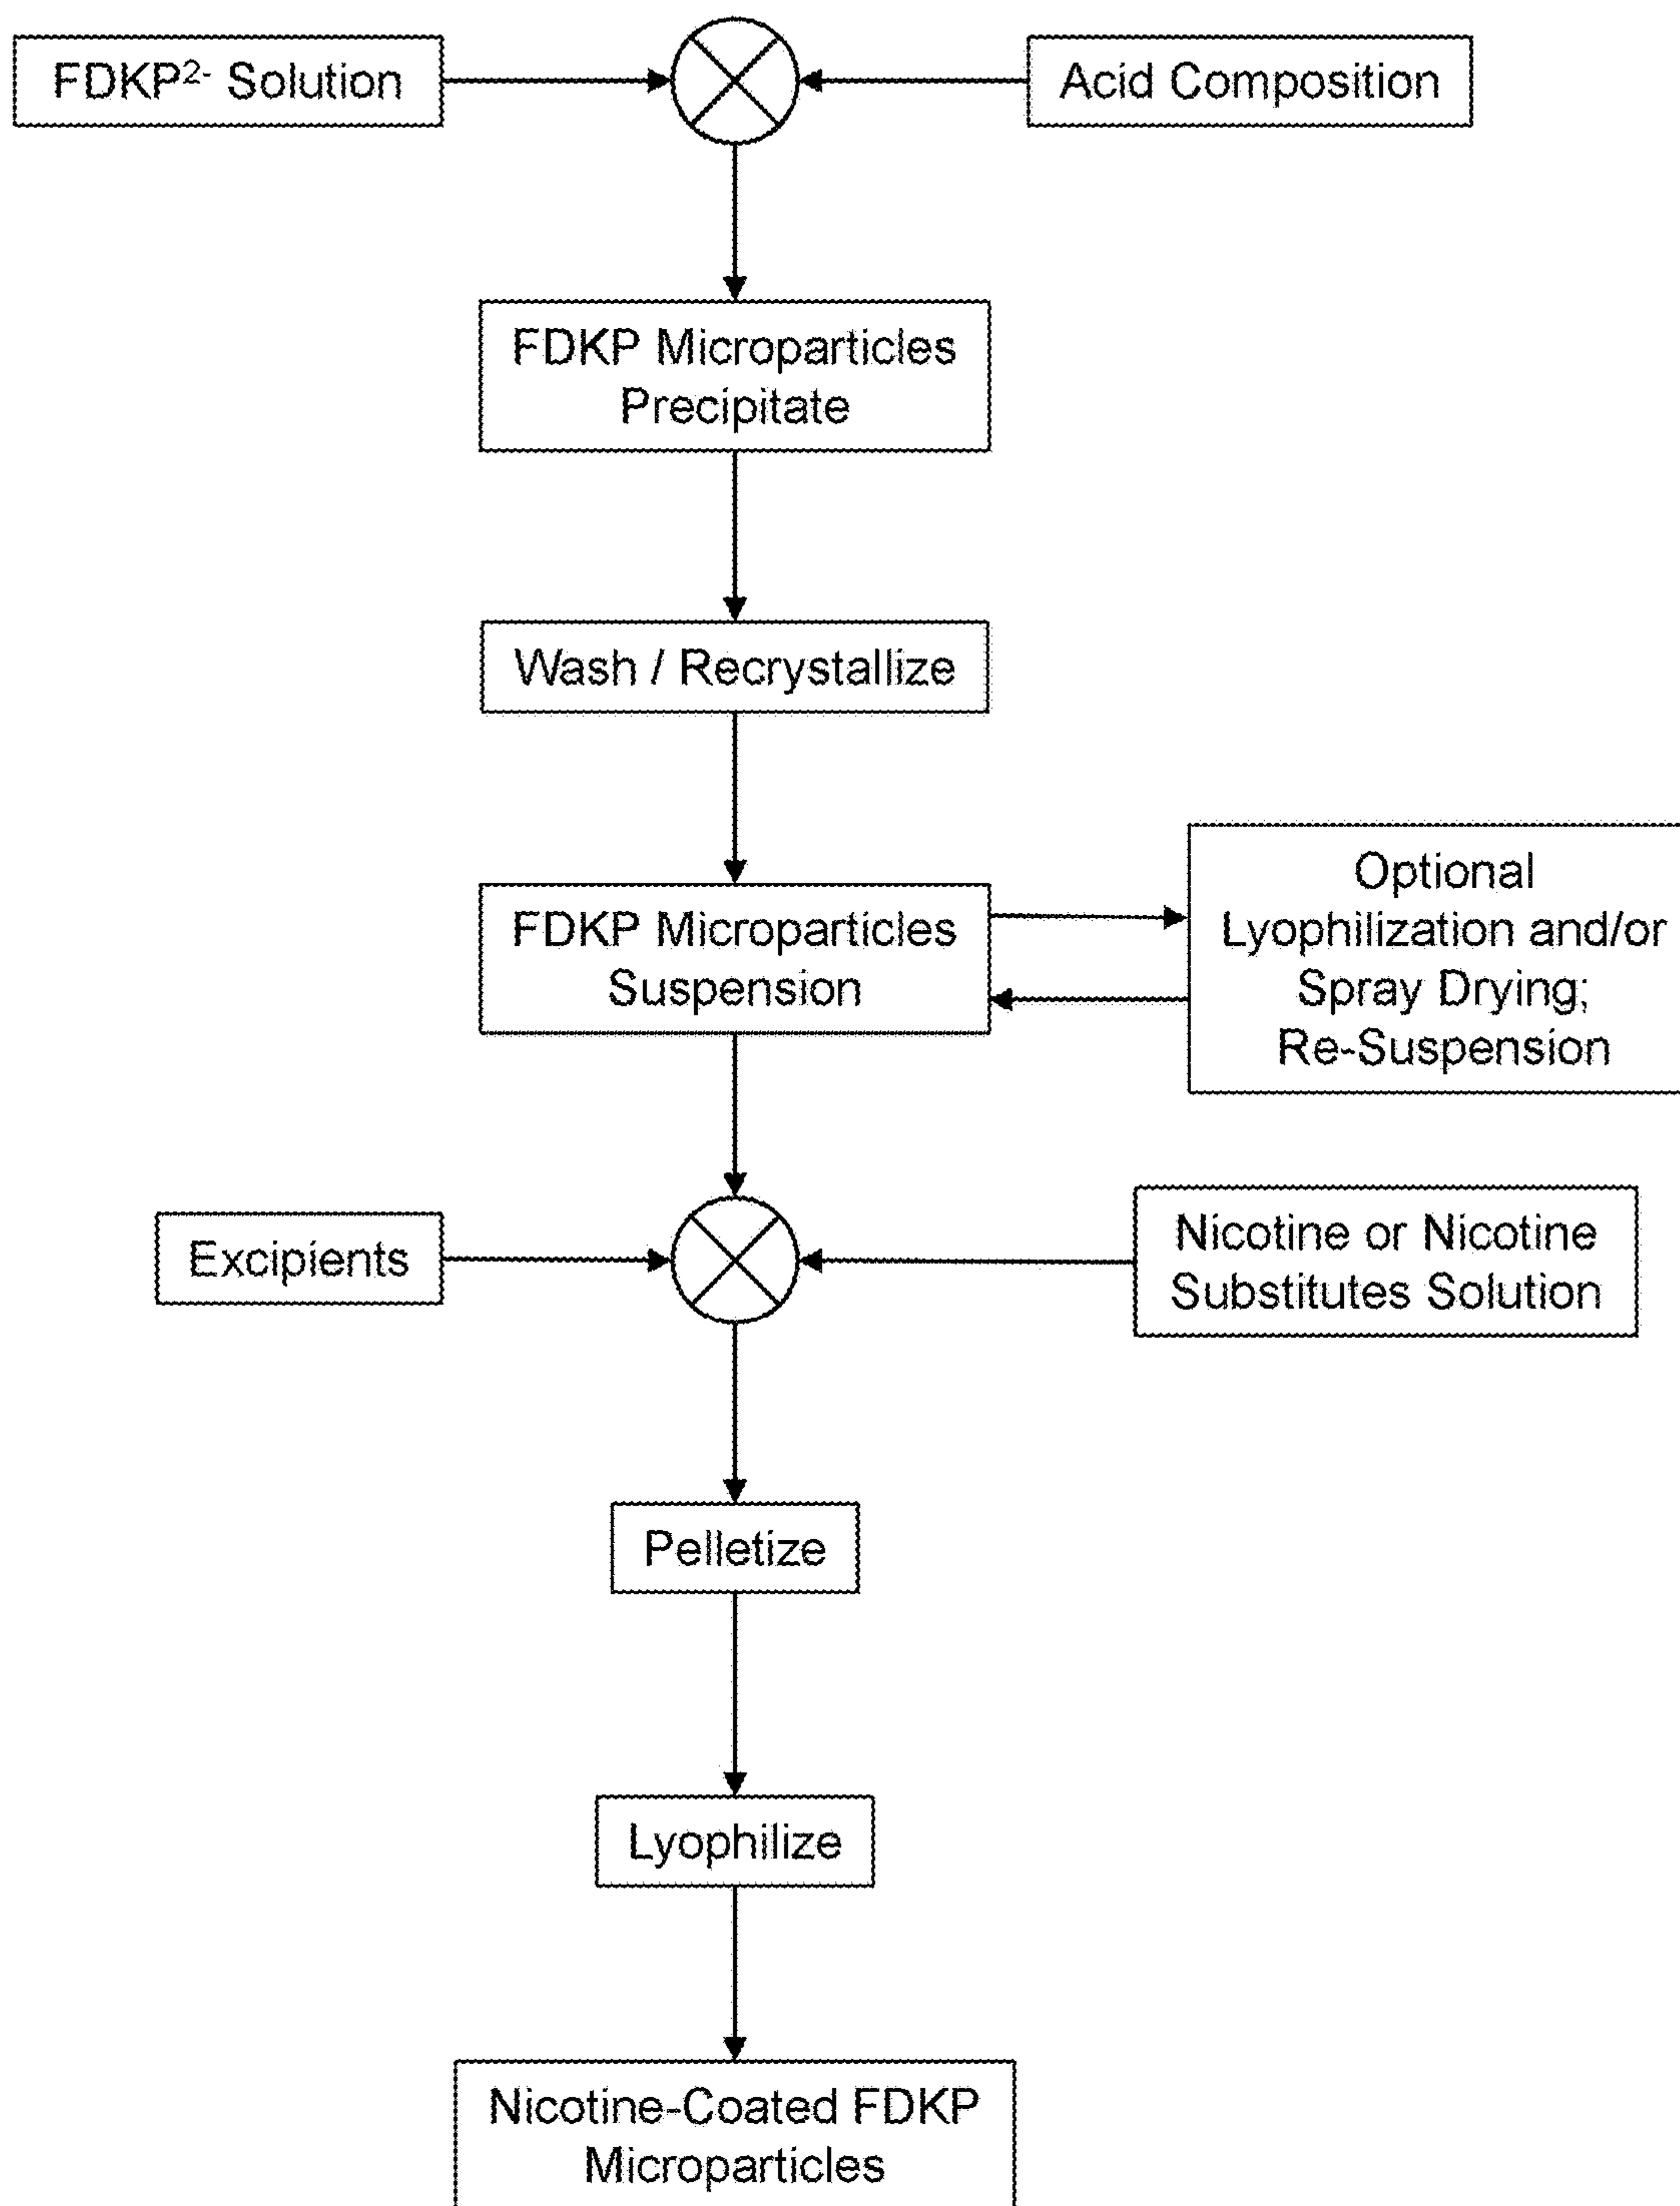 FDKP²⁻ Solution
Acid Composition
FDKP Microparticles
Precipitate
Wash / Recrystallize
FDKP Microparticles
Suspension
Optional
Lyophilization and/or
Spray Drying;
Re-Suspension
Excipients
Nicotine or Nicotine
Substitutes Solution
Pelletize
Lyophilize
Nicotine-Coated FDKP
Microparticles